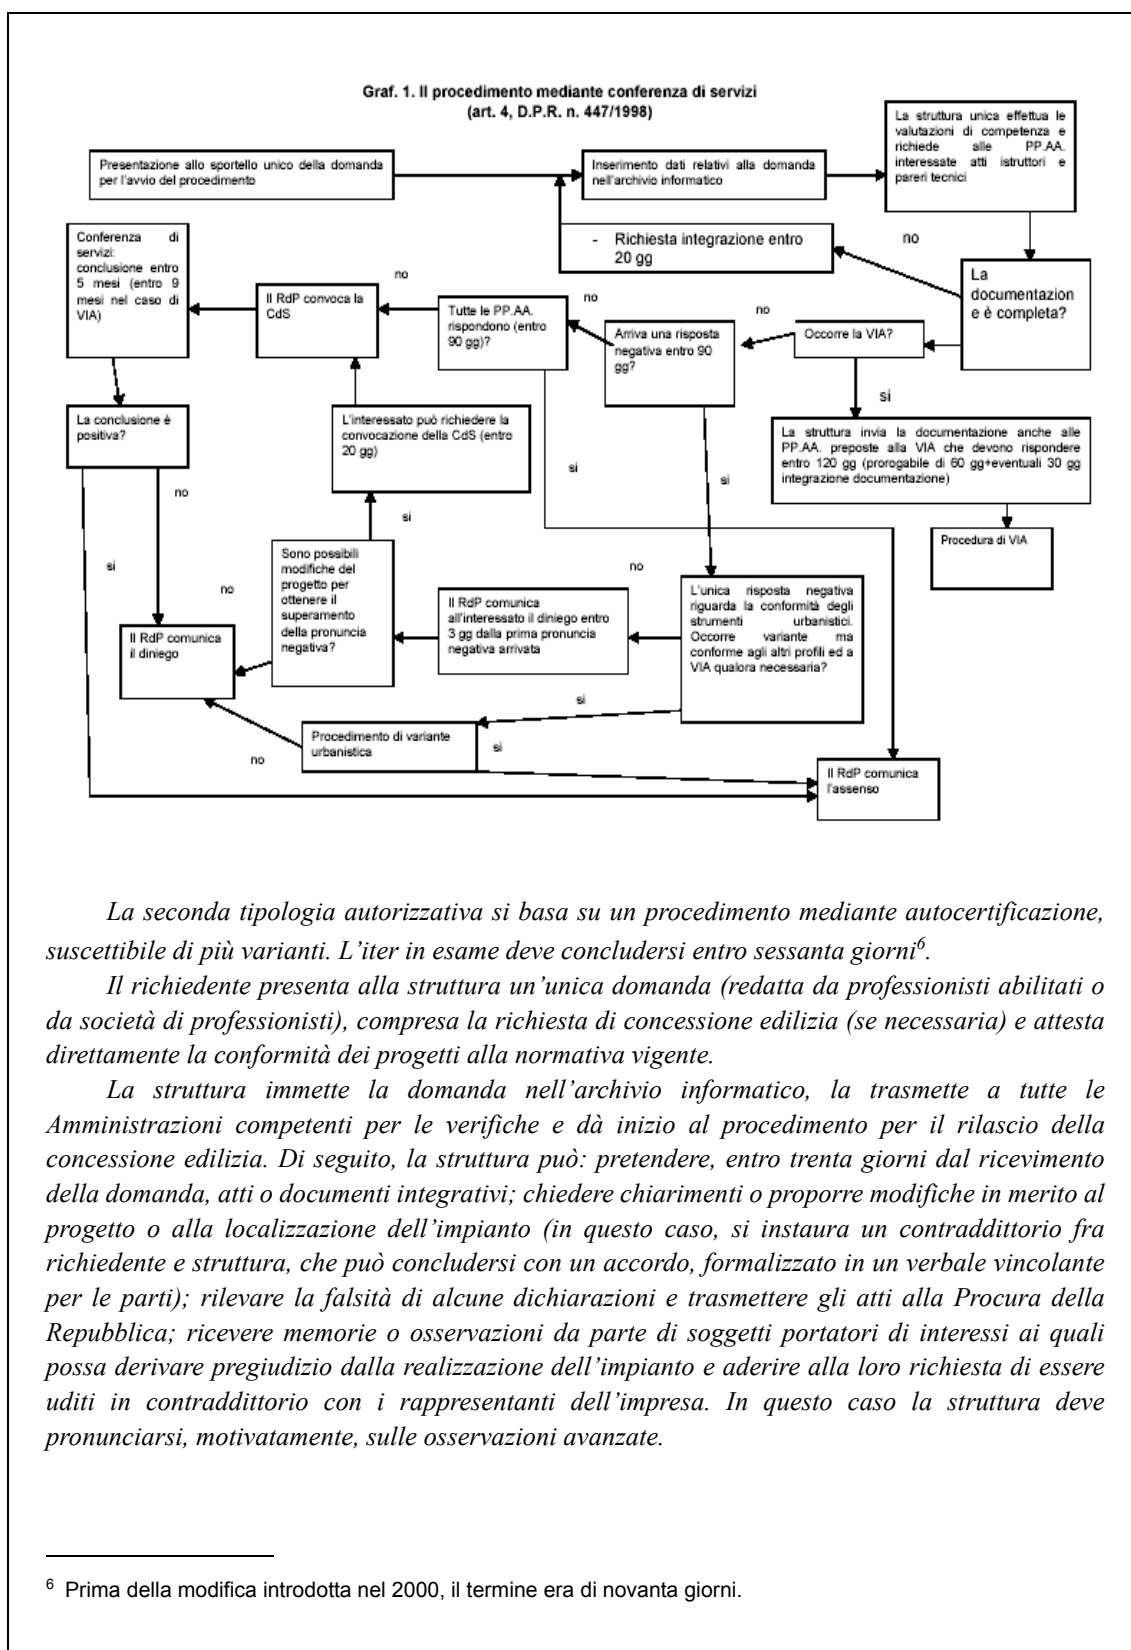 Graf. 1. Il procedimento mediante conferenza di servizi
(art. 4, D.P.R. n. 447/1998)
Presentazione allo sportello unico della domanda
per l'avvio del procedimento
Inserimento dati relativi alla domanda
nell'archivio informatico
La struttura unica effettua le
valutazioni di competenza e
richiede alle PP.AA.
interessate atti istruttori e
pareri tecnici
Conferenza di
servizi:
conclusione entro
5 mesi (entro 9
mesi nel caso di
VIA)
- Richiesta integrazione entro
20 gg
no
La
documentazion
e è completa?
no
Il RdP convoca la
CdS
Tutte le PP.AA.
rispondono (entro
90 gg)?
no
Arriva una risposta
negativa entro 90
gg?
no
Occorre la VIA?
si
La conclusione è
positiva?
L'interessato può richiedere la
convocazione della CdS (entro
20 gg)
La struttura invia la documentazione anche alle
PP.AA. preposte alla VIA che devono rispondere
entro 120 gg (prorogabile di 60 gg+eventuali 30 gg
integrazione documentazione)
si
si
no
si
Procedura di VIA
si
no
Sono possibili
modifiche del
progetto per
ottenere il
superamento
della pronuncia
negativa?
no
Il RdP comunica
all'interessato il diniego entro
3 gg dalla prima pronuncia
negativa arrivata
L'unica risposta negativa
riguarda la conformità degli
strumenti urbanistici.
Occorre variante ma
conforme agli altri profili ed a
VIA qualora necessaria?
Il RdP comunica
il diniego
si
Procedimento di variante
urbanistica
si
no
Il RdP comunica
l'assenso
La seconda tipologia autorizzativa si basa su un procedimento mediante autocertificazione,
suscettibile di più varianti. L'iter in esame deve concludersi entro sessanta giorni6.
Il richiedente presenta alla struttura un'unica domanda (redatta da professionisti abilitati o
da società di professionisti), compresa la richiesta di concessione edilizia (se necessaria) e attesta
direttamente la conformità dei progetti alla normativa vigente.
La struttura immette la domanda nell'archivio informatico, la trasmette a tutte le
Amministrazioni competenti per le verifiche e dà inizio al procedimento per il rilascio della
concessione edilizia. Di seguito, la struttura può: pretendere, entro trenta giorni dal ricevimento
della domanda, atti o documenti integrativi; chiedere chiarimenti o proporre modifiche in merito al
progetto o alla localizzazione dell'impianto (in questo caso, si instaura un contraddittorio fra
richiedente e struttura, che può concludersi con un accordo, formalizzato in un verbale vincolante
per le parti); rilevare la falsità di alcune dichiarazioni e trasmettere gli atti alla Procura della
Repubblica; ricevere memorie o osservazioni da parte di soggetti portatori di interessi ai quali
possa derivare pregiudizio dalla realizzazione dell'impianto e aderire alla loro richiesta di essere
uditi in contraddittorio con i rappresentanti dell'impresa. In questo caso la struttura deve
pronunciarsi, motivatamente, sulle osservazioni avanzate.
6 Prima della modifica introdotta nel 2000, il termine era di novanta giorni.